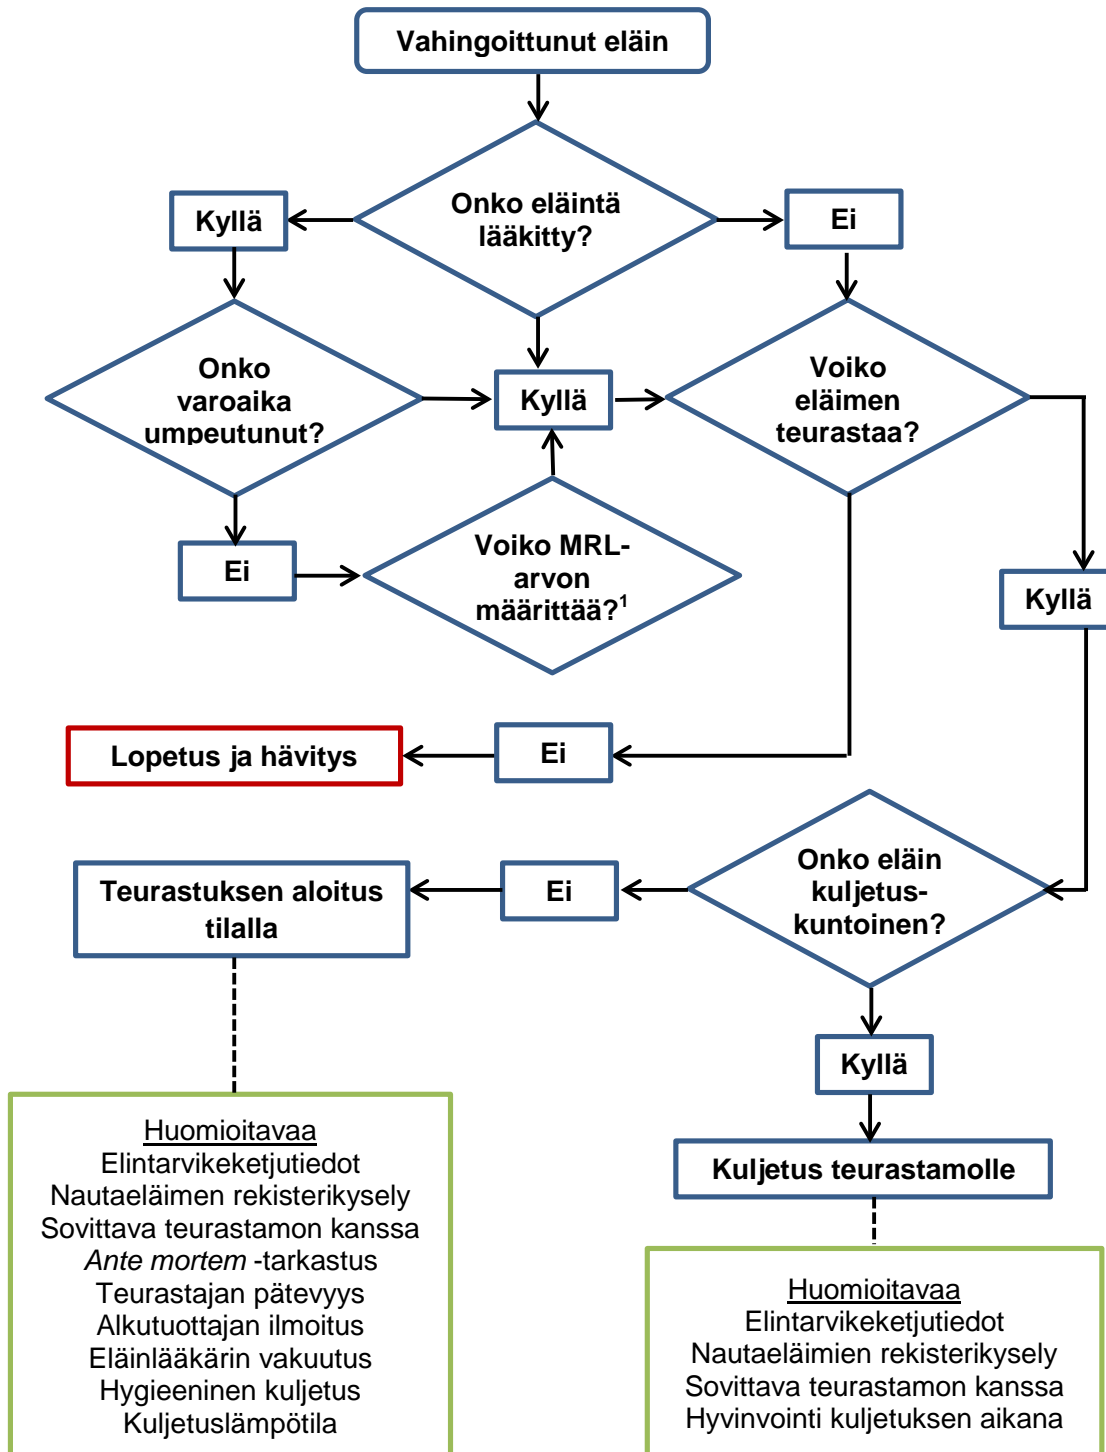 Vahingoittunut eläin
Onko eläintä
lääkitty?
Kyllä
Ei
Onko
varoaika
umpeutunut?
Kyllä
Voiko
eläimen
teurastaa?
Ei
Voiko MRL-
arvon
määrittää?¹
Kyllä
Lopetus ja hävitys
Ei
Onko eläin
kuljetus-
kuntoinen?
Ei
Teurastuksen aloitus
tilalla
Kyllä
Kuljetus teurastamolle
Huomioitavaa
Elintarvikeketjutiedot
Nautaeläimen rekisterikysely
Sovittava teurastamon kanssa
Ante mortem -tarkastus
Teurastajan pätevyys
Alkutuottajan ilmoitus
Eläinlääkärin vakuutus
Hygieeninen kuljetus
Kuljetuslämpötila
Huomioitavaa
Elintarvikeketjutiedot
Nautaeläimien rekisterikysely
Sovittava teurastamon kanssa
Hyvinvointi kuljetuksen aikana